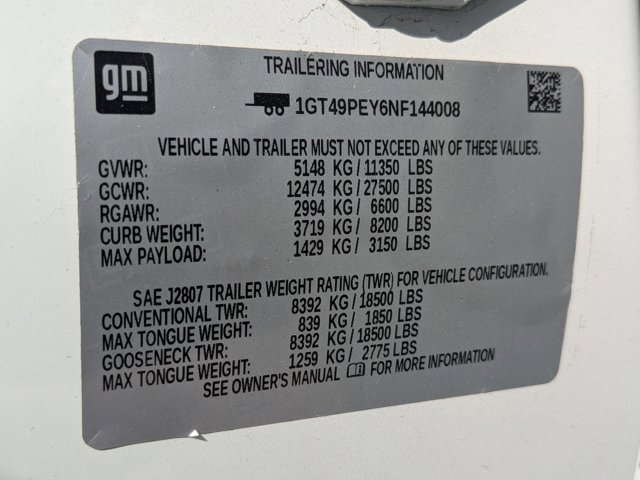 gm
TRAILERING INFORMATION
1GT49PEY6NF144008
VEHICLE AND TRAILER MUST NOT EXCEED ANY OF THESE VALUES.
GVWR: 5148 KG / 11350 LBS
GCWR: 12474 KG / 27500 LBS
RGAWR: 2994 KG / 6600 LBS
CURB WEIGHT: 3719 KG / 8200 LBS
MAX PAYLOAD: 1429 KG / 3150 LBS
SAE J2807 TRAILER WEIGHT RATING (TWR) FOR VEHICLE CONFIGURATION.
CONVENTIONAL TWR: 8392 KG / 18500 LBS
MAX TONGUE WEIGHT: 839 KG / 1850 LBS
GOOSENECK TWR: 8392 KG / 18500 LBS
MAX TONGUE WEIGHT: 1259 KG / 2775 LBS
SEE OWNER'S MANUAL FOR MORE INFORMATION